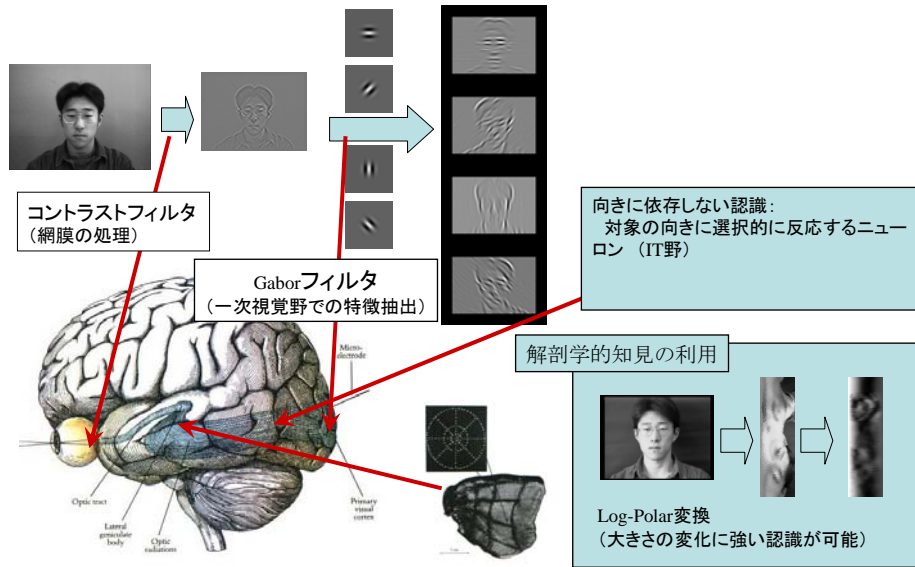 コントラストフィルタ
（網膜の処理）
Gaborフィルタ
（一次視覚野での特徴抽出）
向きに依存しない認識：
対象の向きに選択的に反応するニュー
ロン （IT野）
解剖学的知見の利用
Log-Polar変換
（大きさの変化に強い認識が可能）
Micro-
electrode
Optic tract
Lateral
geniculate
body
Optic
radiations
Primary
visual
cortex